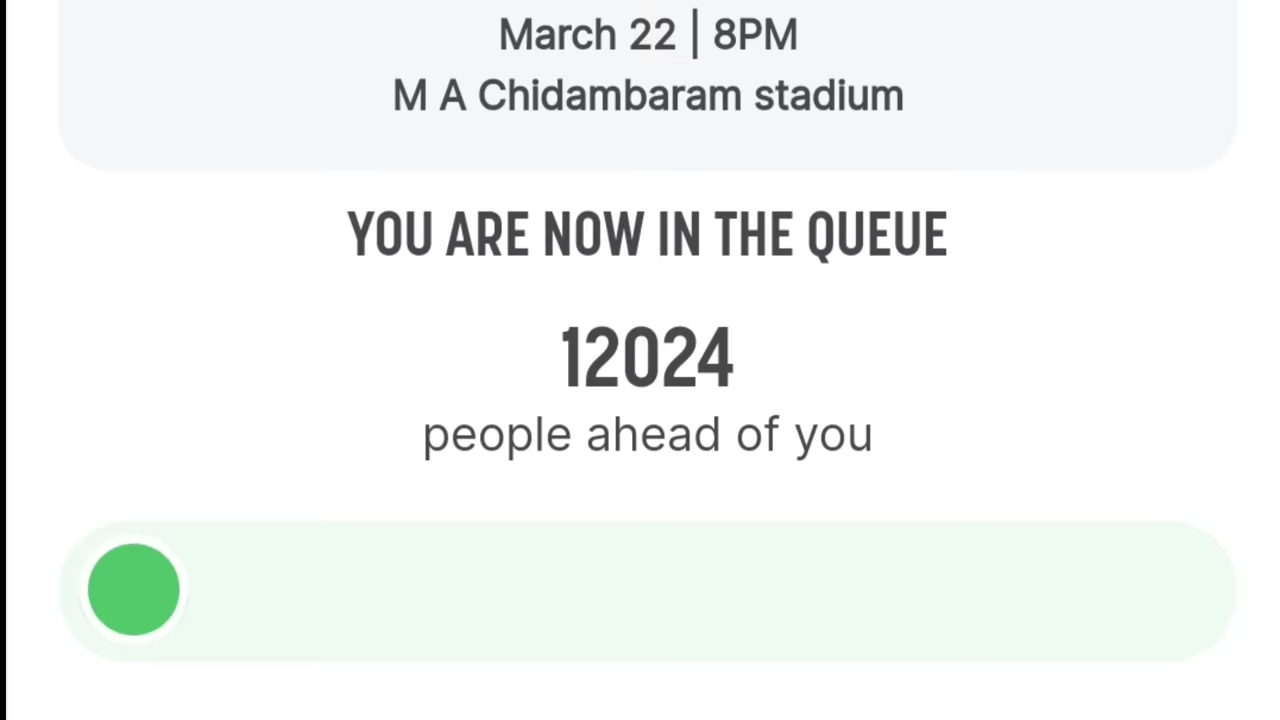 March 22 | 8PM
M A Chidambaram stadium
YOU ARE NOW IN THE QUEUE
12024
people ahead of you